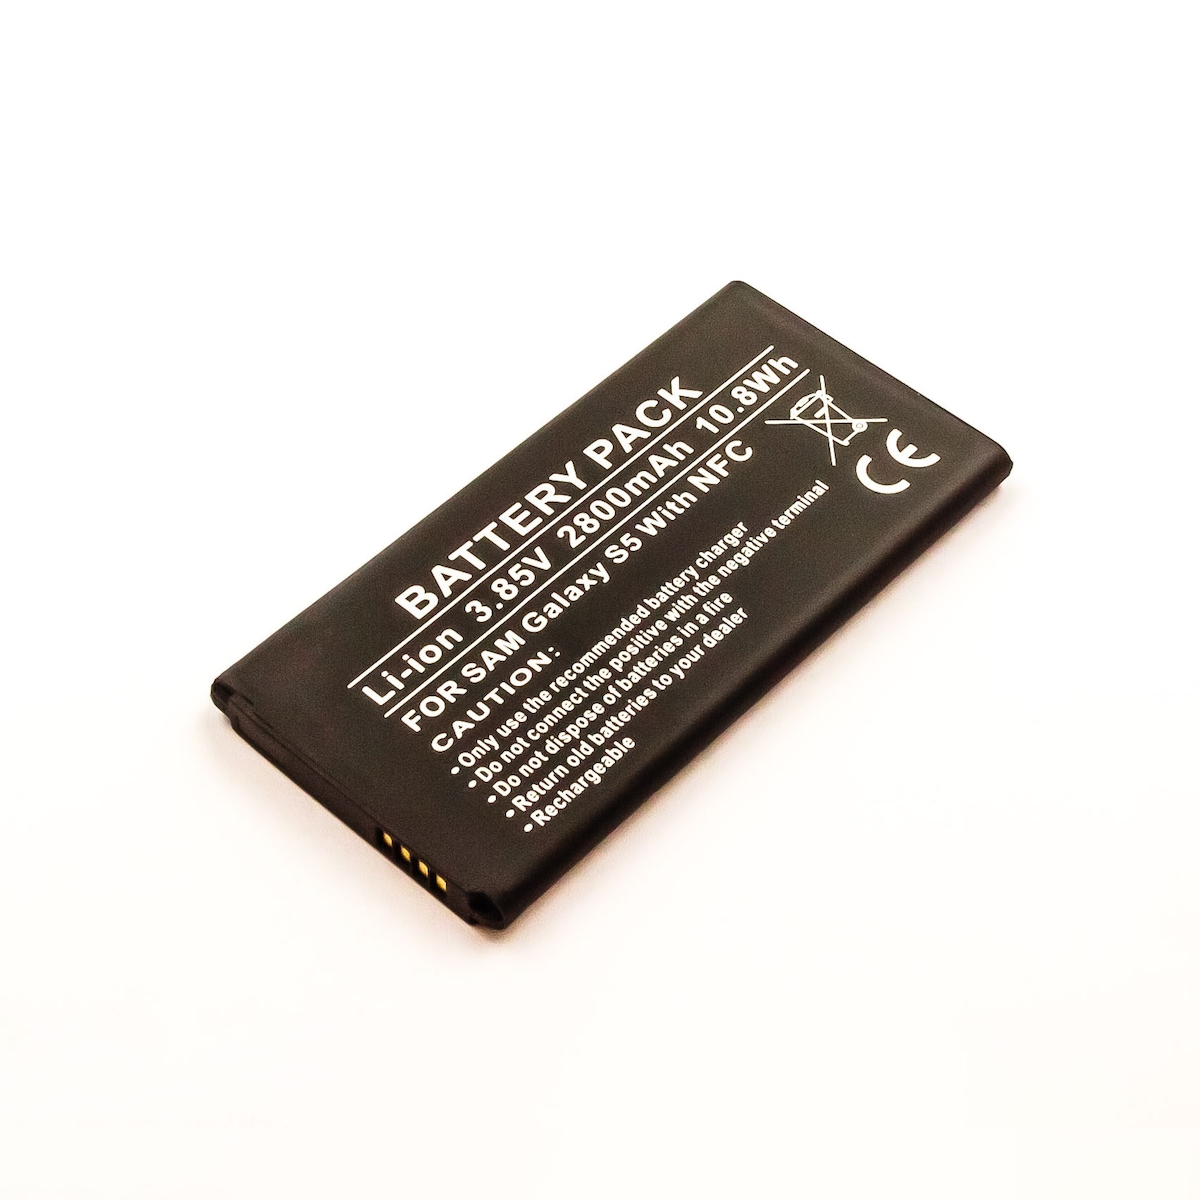 BATTERY PACK
Li-ion 3.85V 2800mAh 10.8Wh
FOR SAM Galaxy S5 With NFC
CAUTION:
•Only use the recommended battery charger
•Do not connect the positive with the negative terminal
•Do not dispose of batteries in a fire
•Return old batteries to your dealer
•Rechargeable
CE